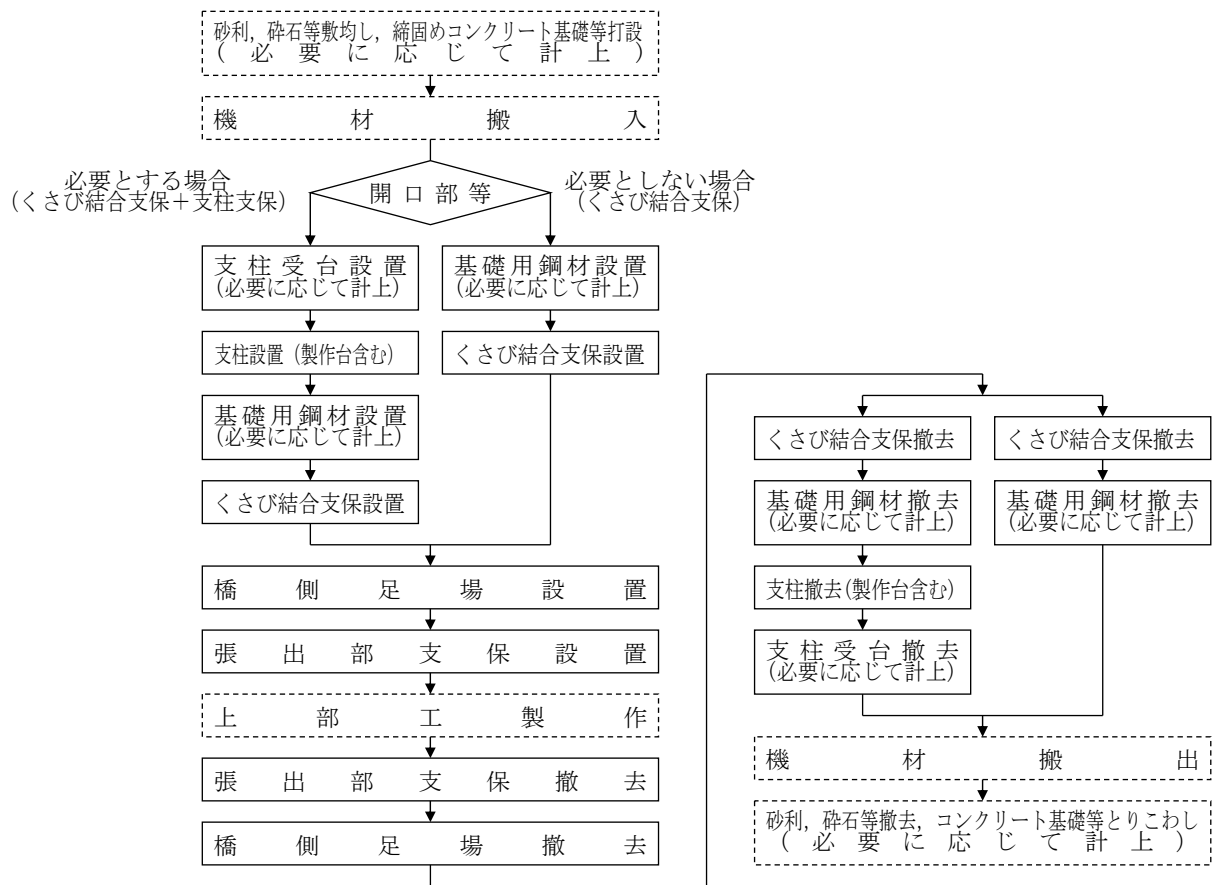 砂利，砕石等敷均し，締固めコンクリート基礎等打設
（必要に応じて計上）
機材搬入
開口部等
必要とする場合
(くさび結合支保＋支柱支保)
必要としない場合
(くさび結合支保)
支柱受台設置
(必要に応じて計上)
支柱設置（製作台含む）
基礎用鋼材設置
(必要に応じて計上)
くさび結合支保設置
基礎用鋼材設置
(必要に応じて計上)
くさび結合支保設置
橋側足場設置
張出部支保設置
上部工製作
張出部支保撤去
橋側足場撤去
くさび結合支保撤去
基礎用鋼材撤去
(必要に応じて計上)
支柱撤去(製作台含む)
支柱受台撤去
(必要に応じて計上)
くさび結合支保撤去
基礎用鋼材撤去
(必要に応じて計上)
機材搬出
砂利，砕石等撤去，コンクリート基礎等とりこわし
（必要に応じて計上）